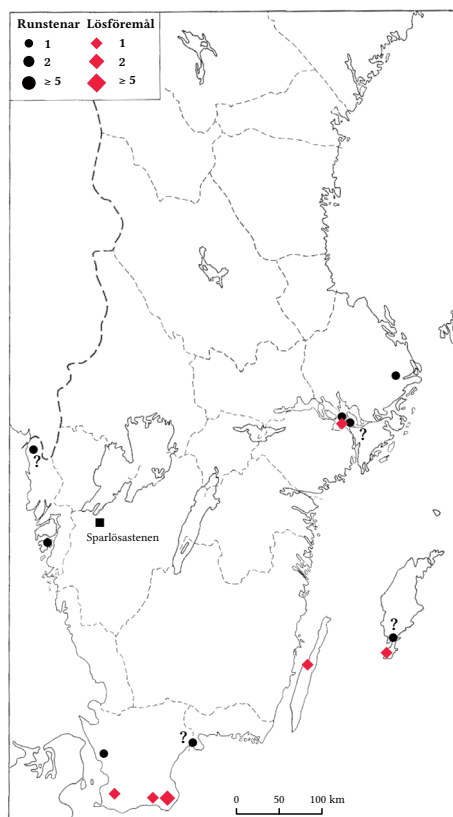 Runstenar Lösföremål
1 1
2 2
≥ 5 ≥ 5
?
?
Sparlösastenen
?
?
0 50 100 km